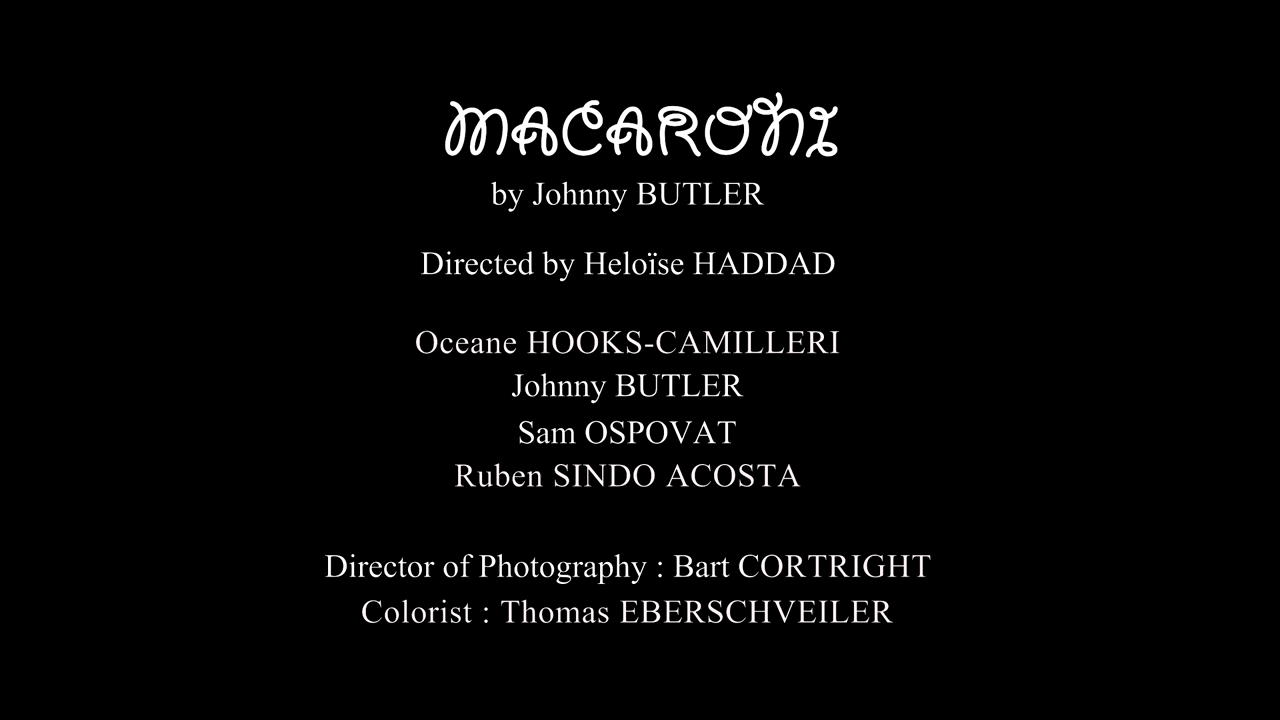 MACARONI
by Johnny BUTLER
Directed by Heloïse HADDAD
Oceane HOOKS-CAMILLERI
Johnny BUTLER
Sam OSPOVAT
Ruben SINDO ACOSTA
Director of Photography : Bart CORTRIGHT
Colorist : Thomas EBERSCHVEILER